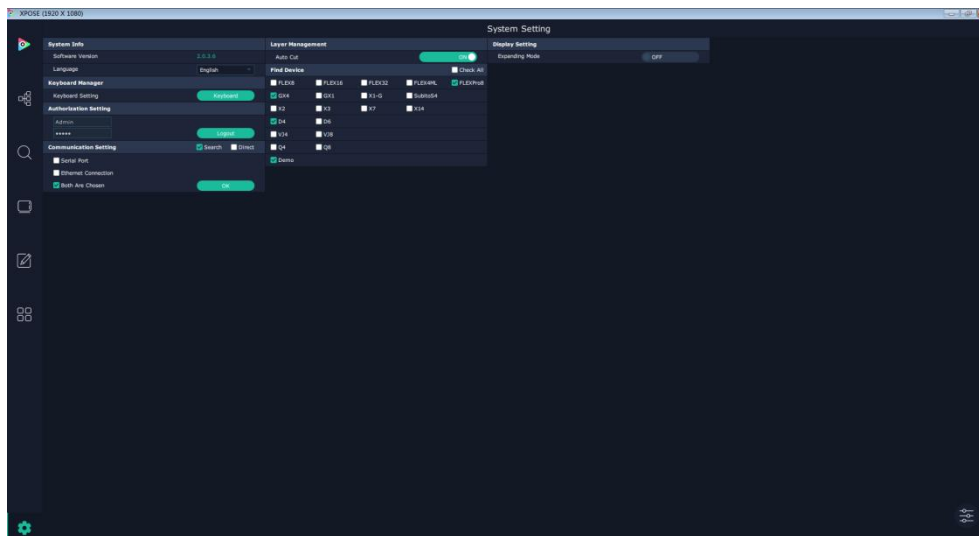 XPOSE (1920 X 1080)
System Setting
System Info
Software Version
Language English
Keyboard Manager
Keyboard Setting Keyboard
Authorization Setting
Admin
***** Logout
Communication Setting Search Direct
Serial Port
Ethernet Connection
Both Are Chosen OK
Layer Management
Auto Cut ON
Find Device Check All
FLEX8 FLEX16 FLEX32 FLEX4ML FLEXPro8
GX4 GX1 X1-G Subito54
X2 X3 X7 X14
D4 D6
VJ4 VJ8
Q4 Q8
Demo
Display Setting
Expanding Mode OFF